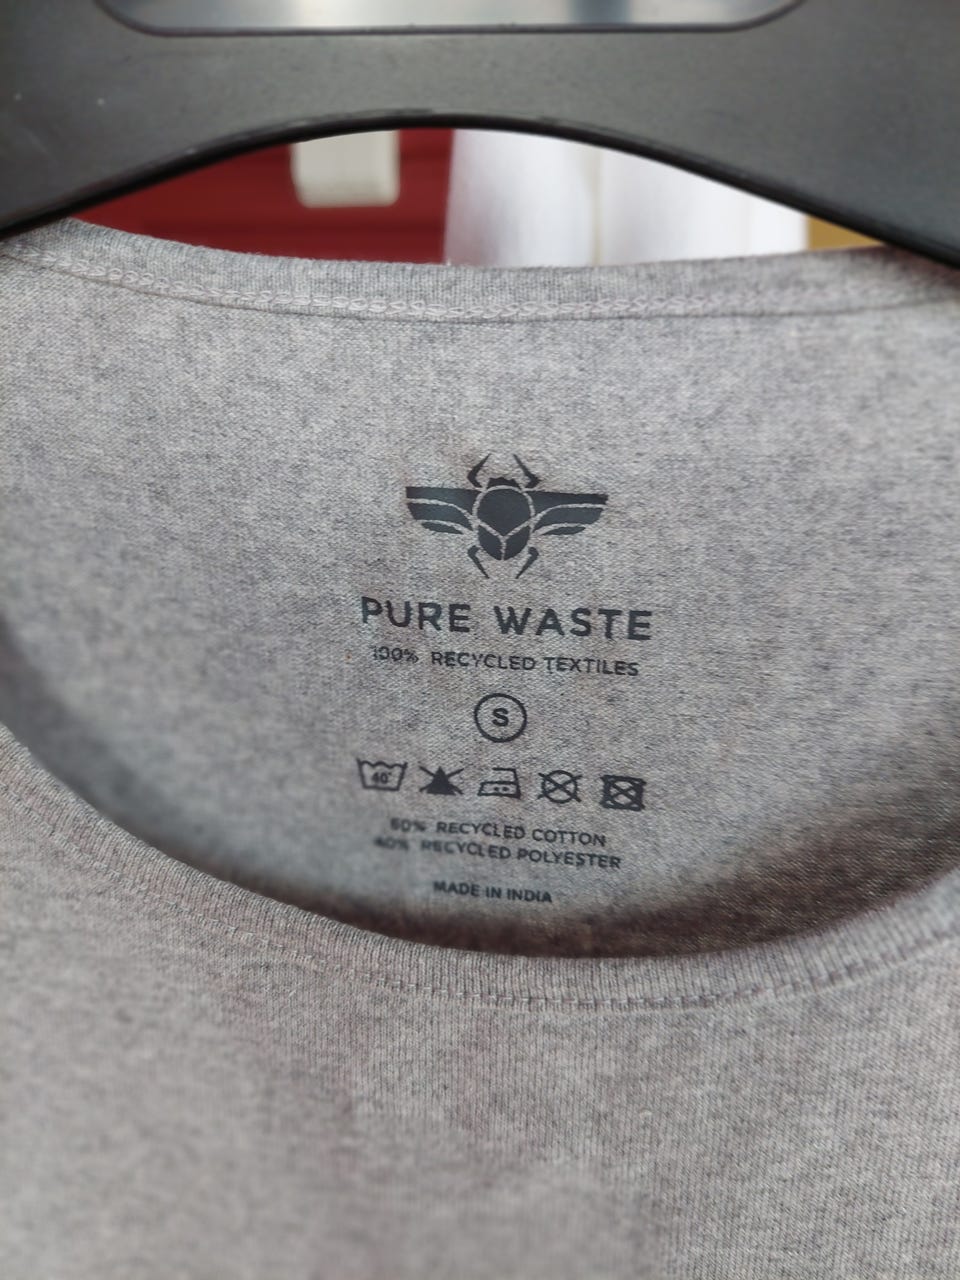 PURE WASTE
100% RECYCLED TEXTILES
S
40°
60% RECYCLED COTTON
40% RECYCLED POLYESTER
MADE IN INDIA